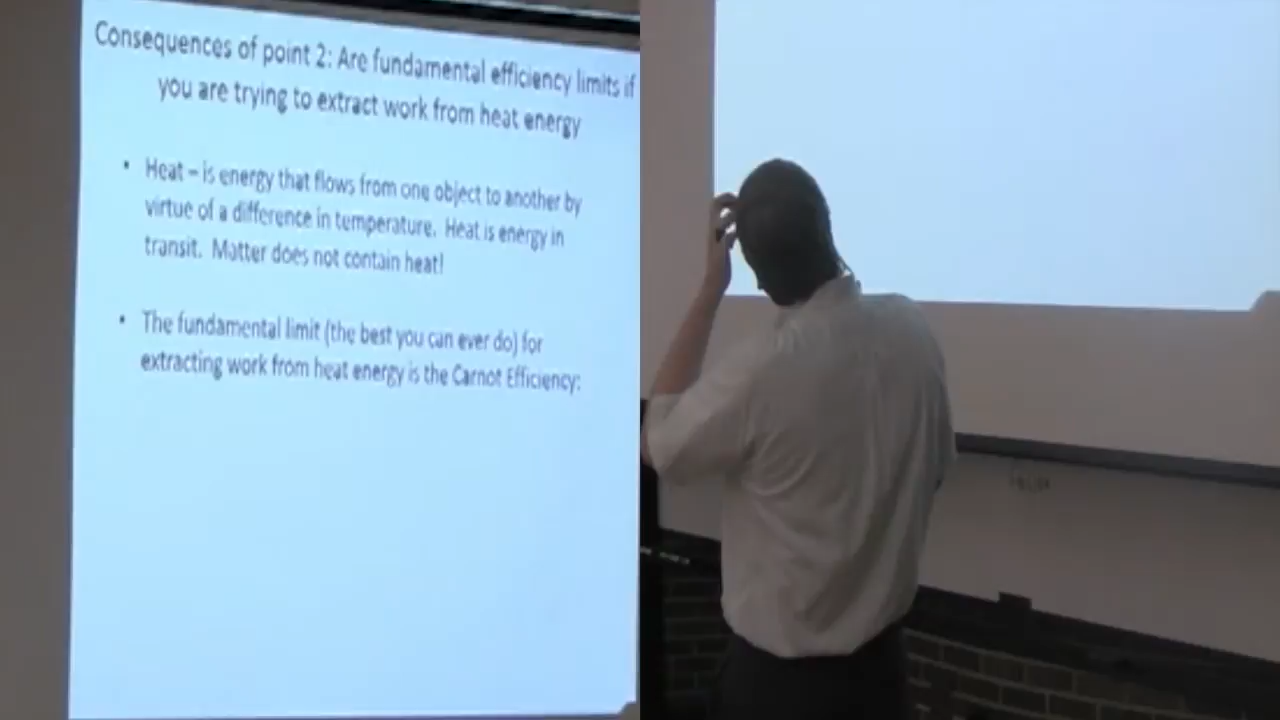 Consequences of point 2: Are fundamental efficiency limits if
you are trying to extract work from heat energy
• Heat – is energy that flows from one object to another by
virtue of a difference in temperature. Heat is energy in
transit. Matter does not contain heat!
• The fundamental limit (the best you can ever do) for
extracting work from heat energy is the Carnot Efficiency: